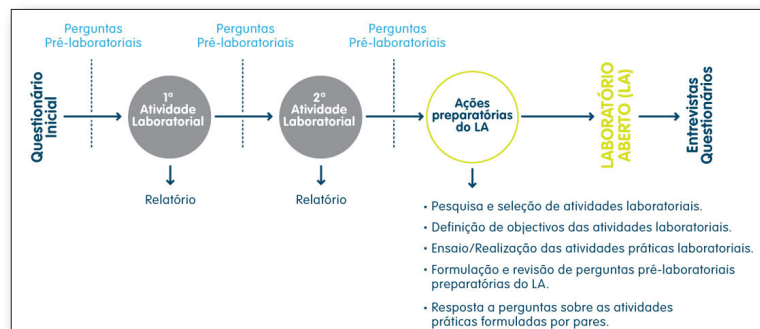 Perguntas
Pré-laboratoriais
Perguntas
Pré-laboratoriais
Perguntas
Pré-laboratoriais
Questionário
Inicial
1ª
Atividade
Laboratorial
2ª
Atividade
Laboratorial
Ações
preparatórias
do LA
LABORATÓRIO
ABERTO (LA)
Entrevistas
Questionários
Relatório
Relatório
• Pesquisa e seleção de atividades laboratoriais.
• Definição de objectivos das atividades laboratoriais.
• Ensaio/Realização das atividades práticas laboratoriais.
• Formulação e revisão de perguntas pré-laboratoriais
preparatórias do LA.
• Resposta a perguntas sobre as atividades
práticas formuladas por pares.